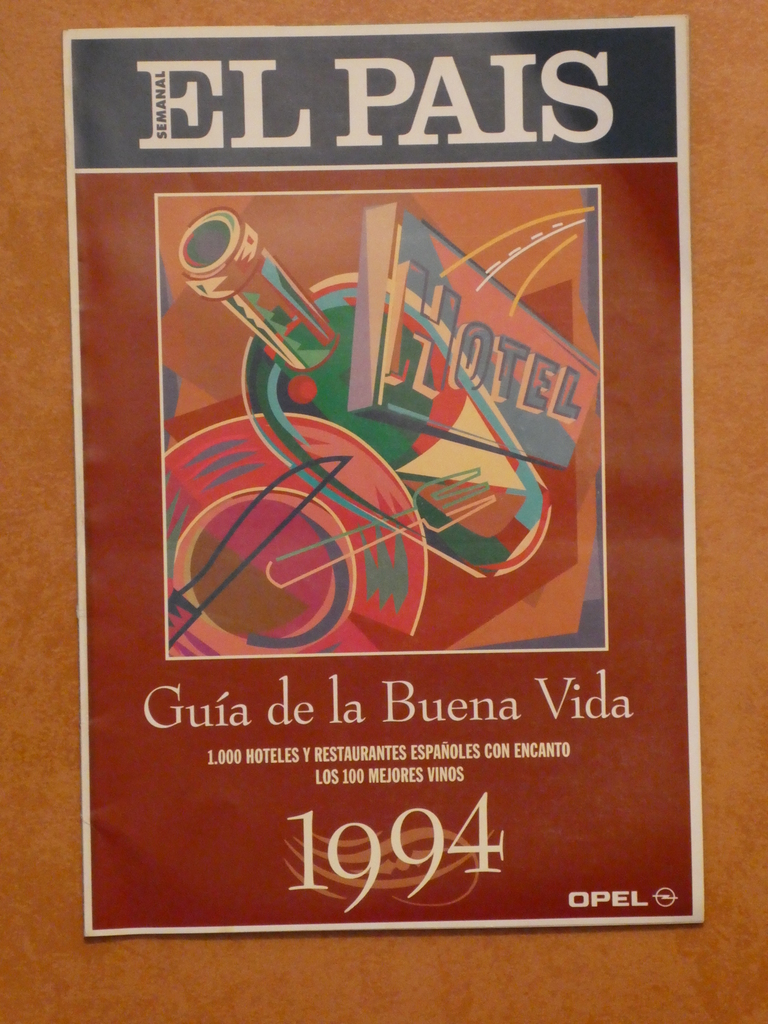 SEMANAL
EL PAIS
HOTEL
Guía de la Buena Vida
1.000 HOTELES Y RESTAURANTES ESPAÑOLES CON ENCANTO
LOS 100 MEJORES VINOS
1994
OPEL